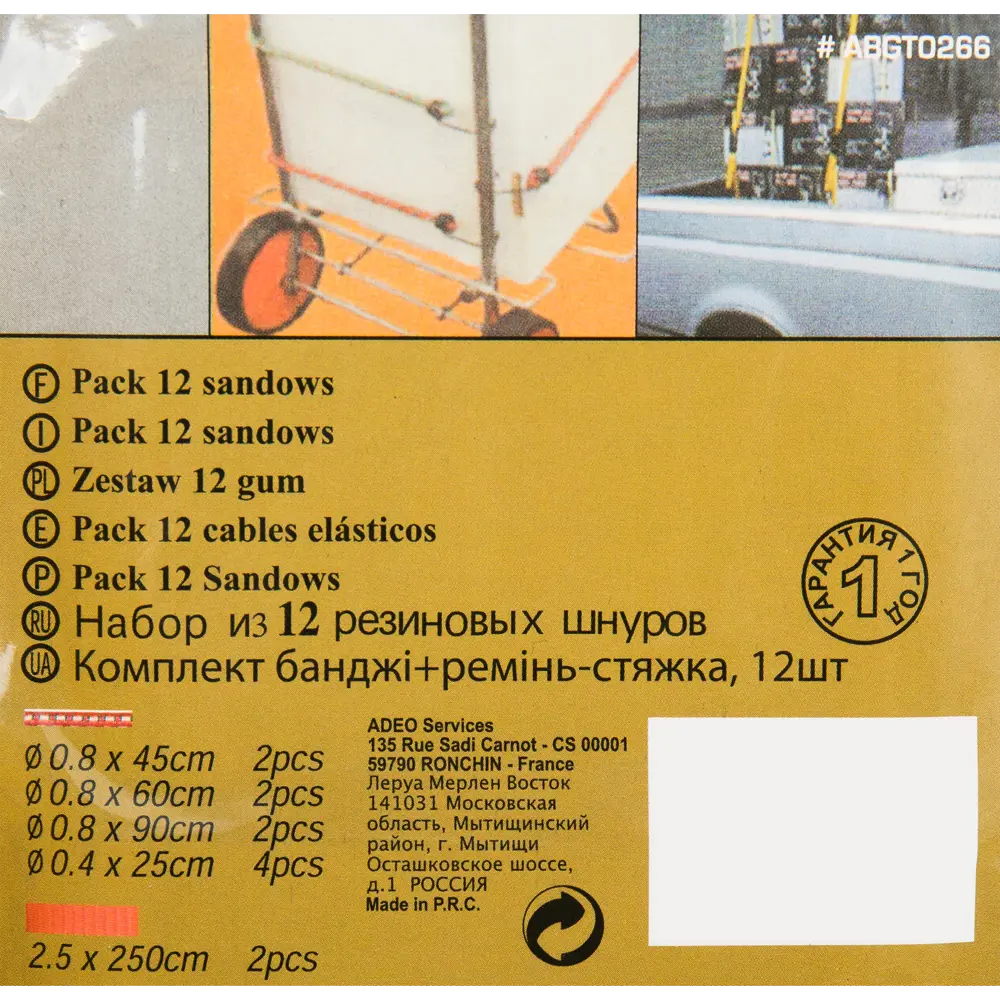 # ABGT0266
F Pack 12 sandows
I Pack 12 sandows
PL Zestaw 12 gum
E Pack 12 cables elásticos
P Pack 12 Sandows
RU Набор из 12 резиновых шнуров
UA Комплект банджі+ремінь-стяжка, 12шт
ГАРАНТИЯ 1 ГОД
1
Ø 0.8 x 45cm 2pcs
Ø 0.8 x 60cm 2pcs
Ø 0.8 x 90cm 2pcs
Ø 0.4 x 25cm 4pcs
2.5 x 250cm 2pcs
ADEO Services
135 Rue Sadi Carnot - CS 00001
59790 RONCHIN - France
Леруа Мерлен Восток
141031 Московская
область, Мытищинский
район, г. Мытищи
Осташковское шоссе,
д.1 РОССИЯ
Made in P.R.C.